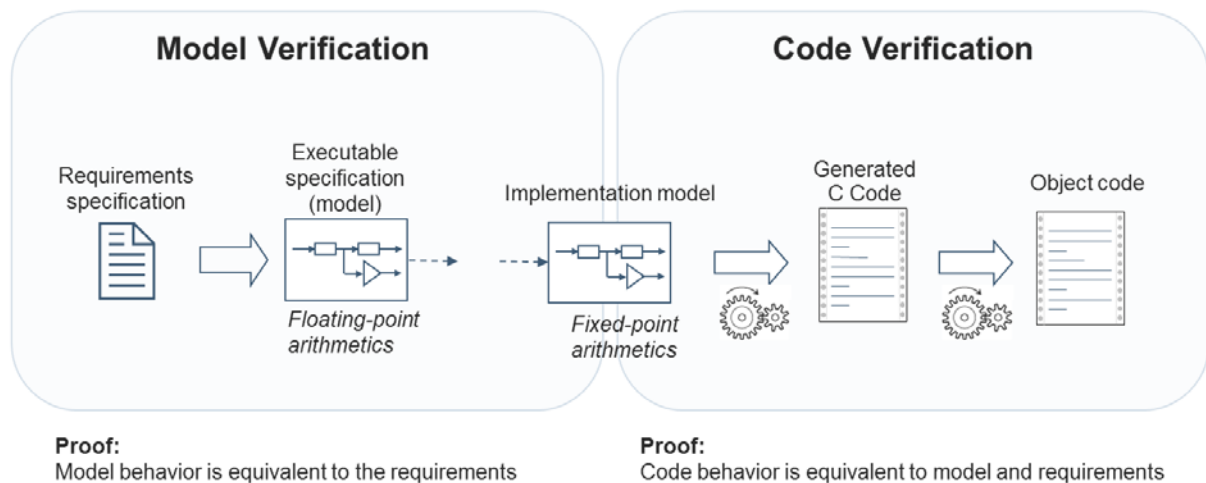 Model Verification
Code Verification
Requirements
specification
Executable
specification
(model)
Floating-point
arithmetics
Implementation model
Fixed-point
arithmetics
Generated
C Code
Object code
Proof:
Model behavior is equivalent to the requirements
Proof:
Code behavior is equivalent to model and requirements